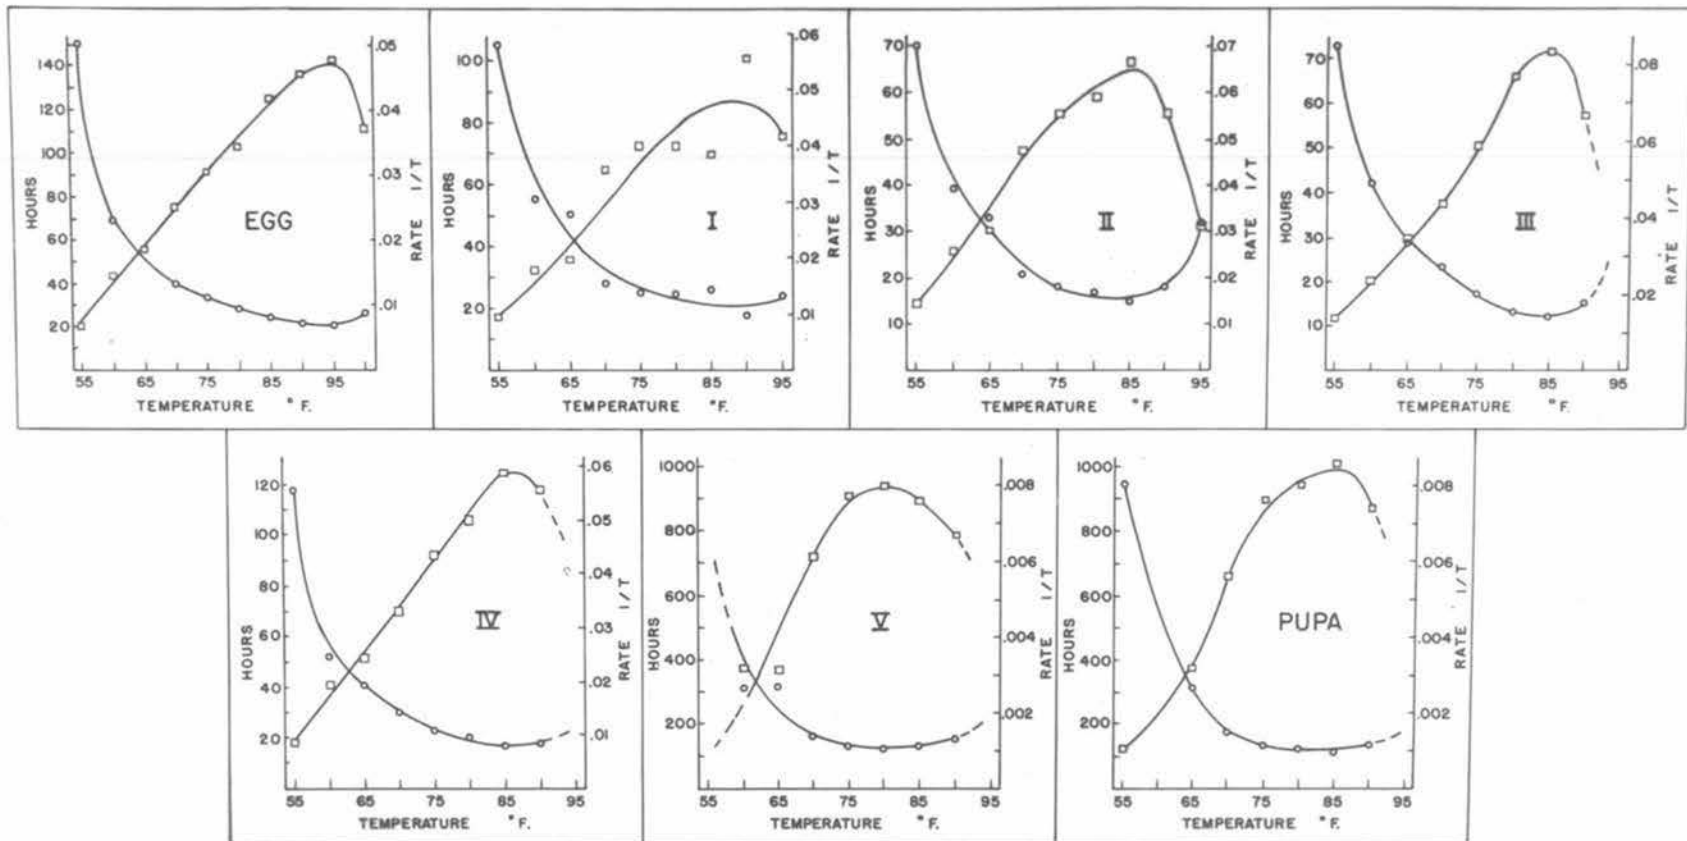 EGG
140
120
100
80
60
40
20
HOURS
.05
.04
.03
.02
.01
RATE 1/T
55 65 75 85 95
TEMPERATURE °F.
I
100
80
60
40
20
HOURS
.06
.05
.04
.03
.02
.01
RATE 1/T
55 65 75 85 95
TEMPERATURE °F.
II
70
60
50
40
30
20
10
HOURS
.07
.06
.05
.04
.03
.02
.01
RATE 1/T
55 65 75 85 95
TEMPERATURE °F.
III
70
60
50
40
30
20
10
HOURS
.08
.06
.04
.02
RATE 1/T
55 65 75 85 95
TEMPERATURE °F.
IV
120
100
80
60
40
20
HOURS
.06
.05
.04
.03
.02
.01
RATE 1/T
55 65 75 85 95
TEMPERATURE °F.
V
1000
800
600
400
200
HOURS
.008
.006
.004
.002
RATE 1/T
55 65 75 85 95
TEMPERATURE °F.
PUPA
1000
800
600
400
200
HOURS
.008
.006
.004
.002
RATE 1/T
55 65 75 85 95
TEMPERATURE °F.